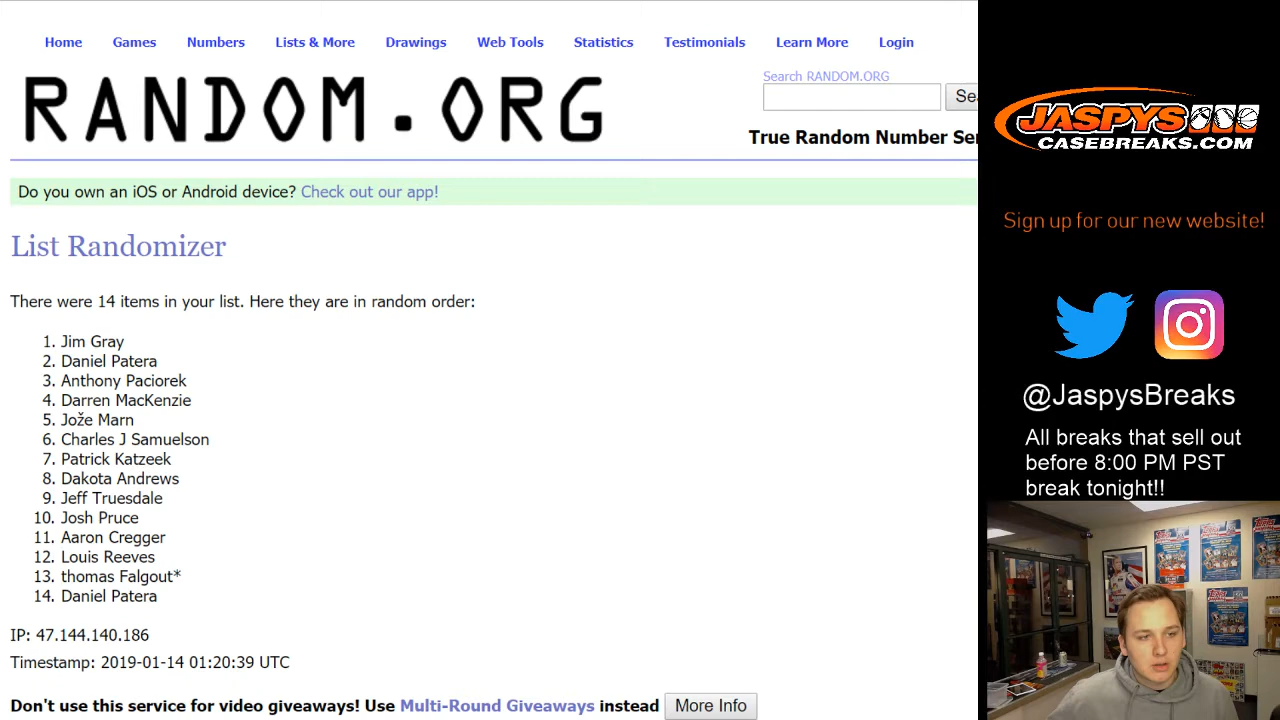 Home Games Numbers Lists & More Drawings Web Tools Statistics Testimonials Learn More Login
RANDOM.ORG
Search RANDOM.ORG
Sea
True Random Number Ser
Do you own an iOS or Android device? Check out our app!
List Randomizer
There were 14 items in your list. Here they are in random order:
1. Jim Gray
2. Daniel Patera
3. Anthony Paciorek
4. Darren MacKenzie
5. Jože Marn
6. Charles J Samuelson
7. Patrick Katzeek
8. Dakota Andrews
9. Jeff Truesdale
10. Josh Pruce
11. Aaron Cregger
12. Louis Reeves
13. thomas Falgout*
14. Daniel Patera
IP: 47.144.140.186
Timestamp: 2019-01-14 01:20:39 UTC
Don't use this service for video giveaways! Use Multi-Round Giveaways instead More Info
JASPYS
CASEBREAKS.COM
Sign up for our new website!
@JaspysBreaks
All breaks that sell out
before 8:00 PM PST
break tonight!!